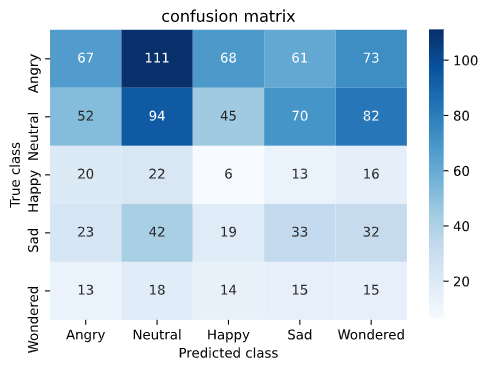 confusion matrix
Angry 67 111 68 61 73
Neutral 52 94 45 70 82
Happy 20 22 6 13 16
Sad 23 42 19 33 32
Wondered 13 18 14 15 15
True class
Angry Neutral Happy Sad Wondered
Predicted class
100
80
60
40
20